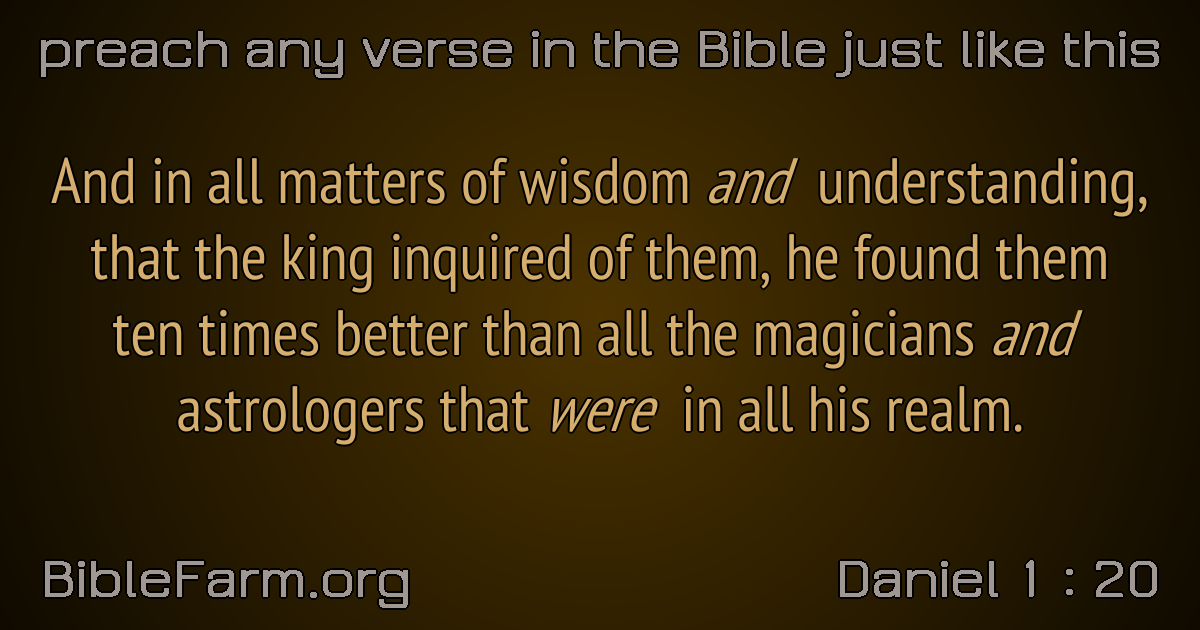 preach any verse in the Bible just like this
And in all matters of wisdom and understanding,
that the king inquired of them, he found them
ten times better than all the magicians and
astrologers that were in all his realm.
BibleFarm.org
Daniel 1 : 20